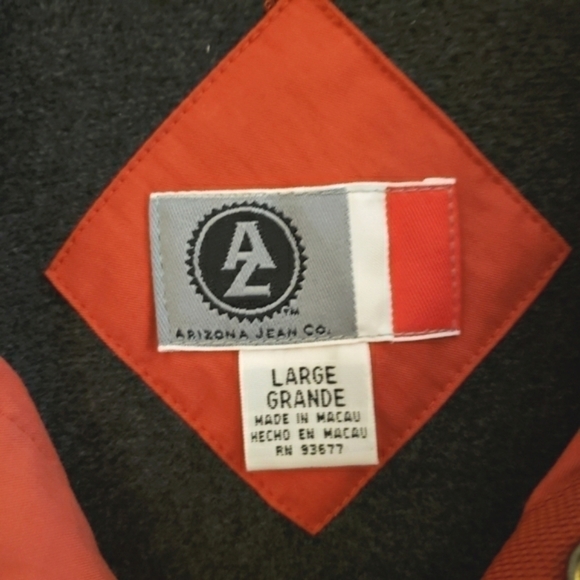 AZ
TM
ARIZONA JEAN CO.
LARGE
GRANDE
MADE IN MACAU
HECHO EN MACAU
RN 93677